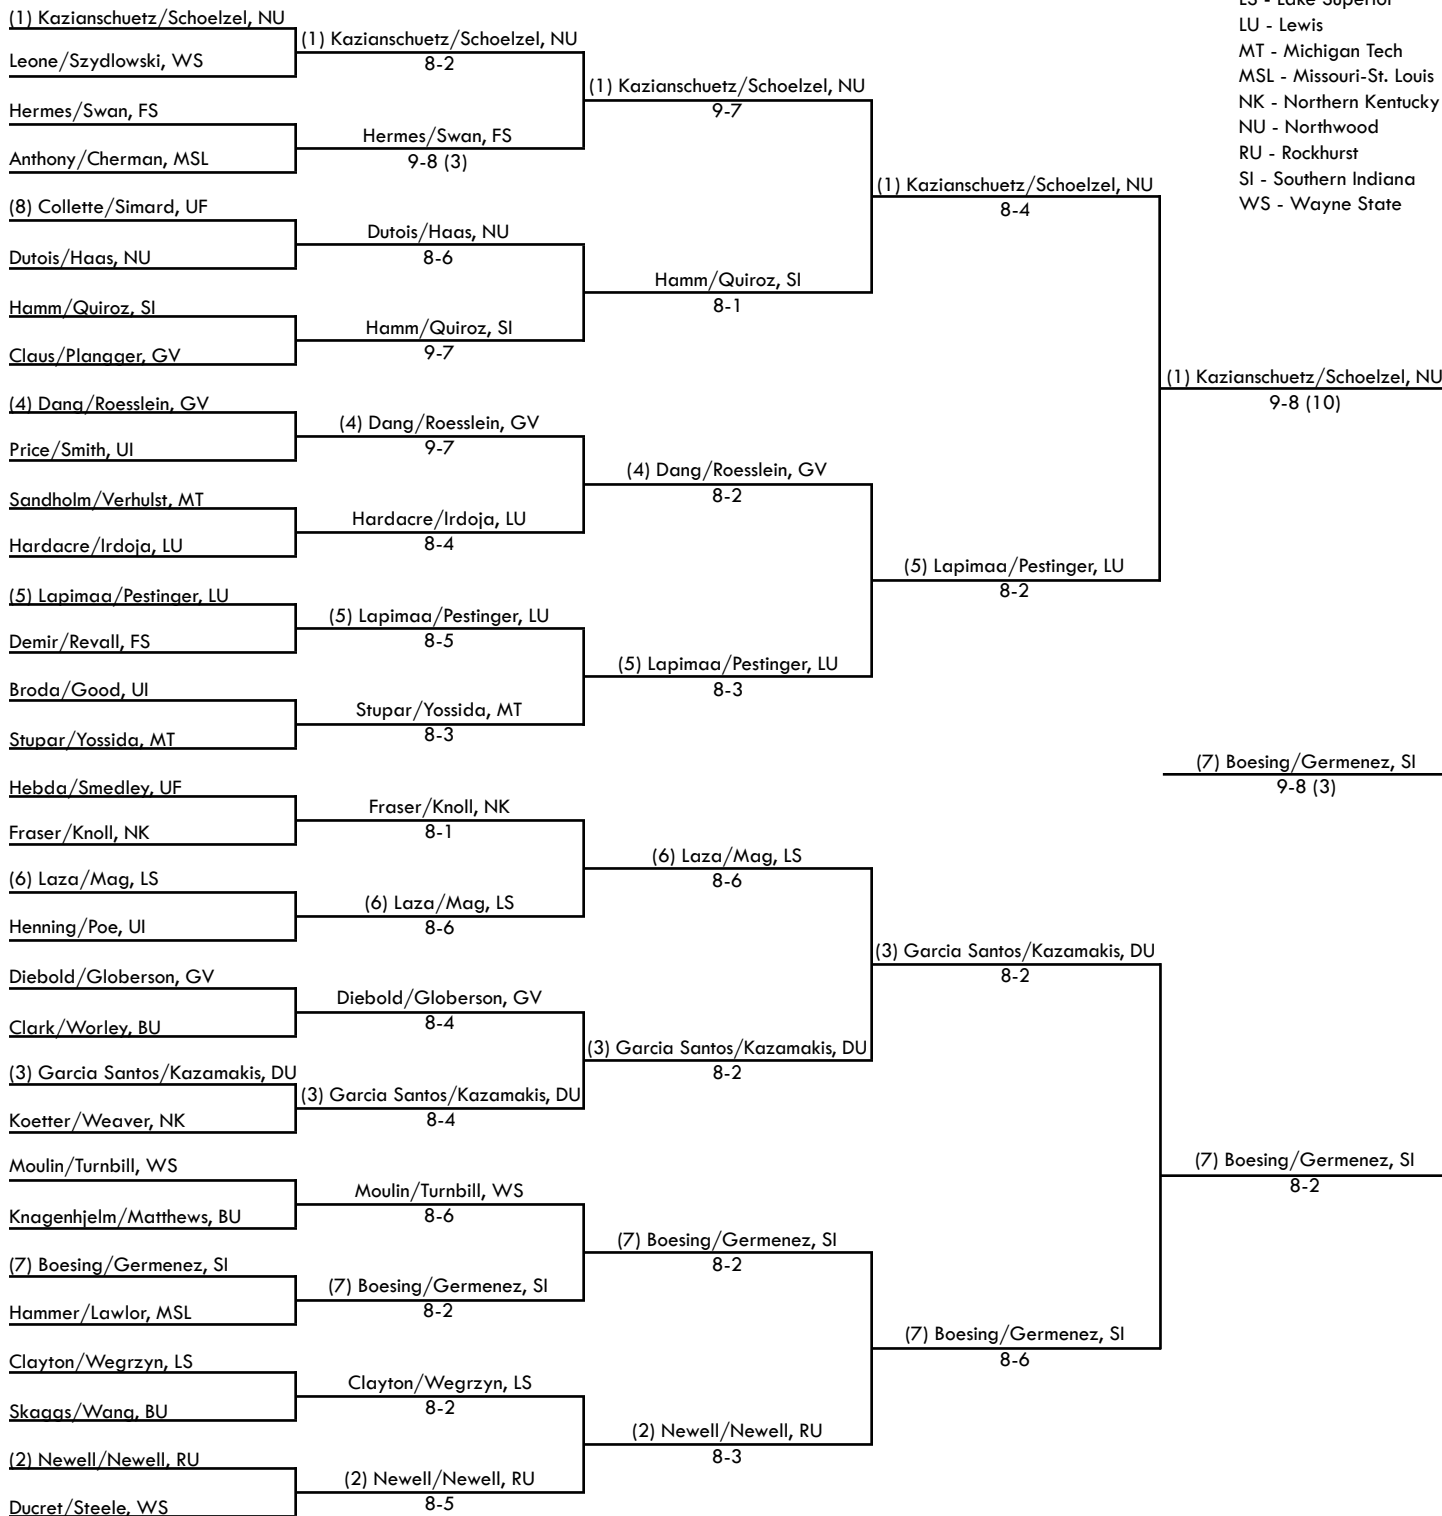 (1) Kazianschuetz/Schoelzel, NU
Leone/Szydlowski, WS
Hermes/Swan, FS
Anthony/Cherman, MSL
(8) Collette/Simard, UF
Dutois/Haas, NU
Hamm/Quiroz, SI
Claus/Plangger, GV
(4) Dang/Roesslein, GV
Price/Smith, UI
Sandholm/Verhulst, MT
Hardacre/Irdoja, LU
(5) Lapimaa/Pestinger, LU
Demir/Revall, FS
Broda/Good, UI
Stupar/Yossida, MT
Hebda/Smedley, UF
Fraser/Knoll, NK
(6) Laza/Mag, LS
Henning/Poe, UI
Diebold/Globerson, GV
Clark/Worley, BU
(3) Garcia Santos/Kazamakis, DU
Koetter/Weaver, NK
Moulin/Turnbill, WS
Knagenhjelm/Matthews, BU
(7) Boesing/Germenez, SI
Hammer/Lawlor, MSL
Clayton/Wegrzyn, LS
Skaggs/Wang, BU
(2) Newell/Newell, RU
Ducret/Steele, WS
(1) Kazianschuetz/Schoelzel, NU
8-2
Hermes/Swan, FS
9-8 (3)
Dutois/Haas, NU
8-6
Hamm/Quiroz, SI
9-7
(4) Dang/Roesslein, GV
9-7
Hardacre/Irdoja, LU
8-4
(5) Lapimaa/Pestinger, LU
8-5
Stupar/Yossida, MT
8-3
Fraser/Knoll, NK
8-1
(6) Laza/Mag, LS
8-6
Diebold/Globerson, GV
8-4
(3) Garcia Santos/Kazamakis, DU
8-4
Moulin/Turnbill, WS
8-6
(7) Boesing/Germenez, SI
8-2
Clayton/Wegrzyn, LS
8-2
(2) Newell/Newell, RU
8-5
(1) Kazianschuetz/Schoelzel, NU
9-7
Hamm/Quiroz, SI
8-1
(4) Dang/Roesslein, GV
8-2
(5) Lapimaa/Pestinger, LU
8-3
(6) Laza/Mag, LS
8-6
(3) Garcia Santos/Kazamakis, DU
8-2
(7) Boesing/Germenez, SI
8-2
(2) Newell/Newell, RU
8-3
(1) Kazianschuetz/Schoelzel, NU
8-4
(5) Lapimaa/Pestinger, LU
8-2
(3) Garcia Santos/Kazamakis, DU
8-2
(7) Boesing/Germenez, SI
8-6
(1) Kazianschuetz/Schoelzel, NU
9-8 (10)
(7) Boesing/Germenez, SI
9-8 (3)
(7) Boesing/Germenez, SI
8-2
LS - Lake Superior
LU - Lewis
MT - Michigan Tech
MSL - Missouri-St. Louis
NK - Northern Kentucky
NU - Northwood
RU - Rockhurst
SI - Southern Indiana
WS - Wayne State